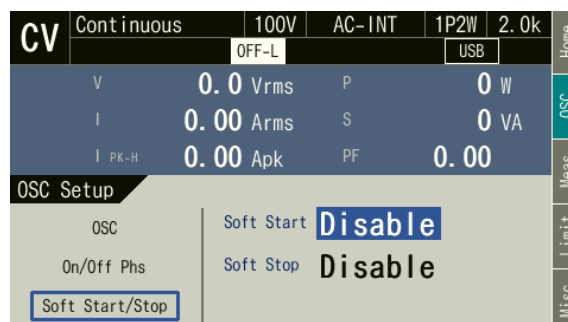 CV Continuous 100V AC-INT 1P2W 2.0k
OFF-L USB
V 0.0 Vrms P 0 W
I 0.00 Arms S 0 VA
I PK-H 0.00 Apk PF 0.00
OSC Setup
OSC Soft Start Disable
On/Off Phs Soft Stop Disable
Soft Start/Stop
Home
OSC
Meas
Limit
Misc